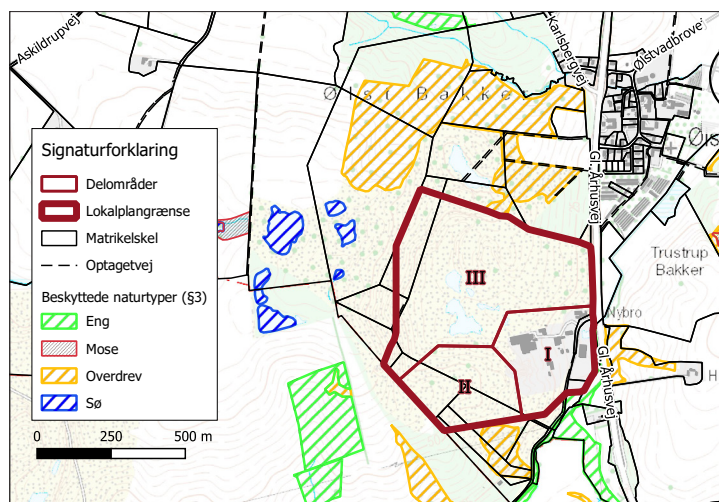 Askildrupvej
Karlsbergvej
Ølstvadbrovej
Ølst Bakker
Gl. Århusvej
Signaturforklaring
Delområder
Lokalplangrænse
Matrikelskel
Optagetvej
Beskyttede naturtyper (§3)
Eng
Mose
Overdrev
Sø
0
500 m
Trustrup
Bakker
III
Nybro
I
II
Gl. Århusvej
H